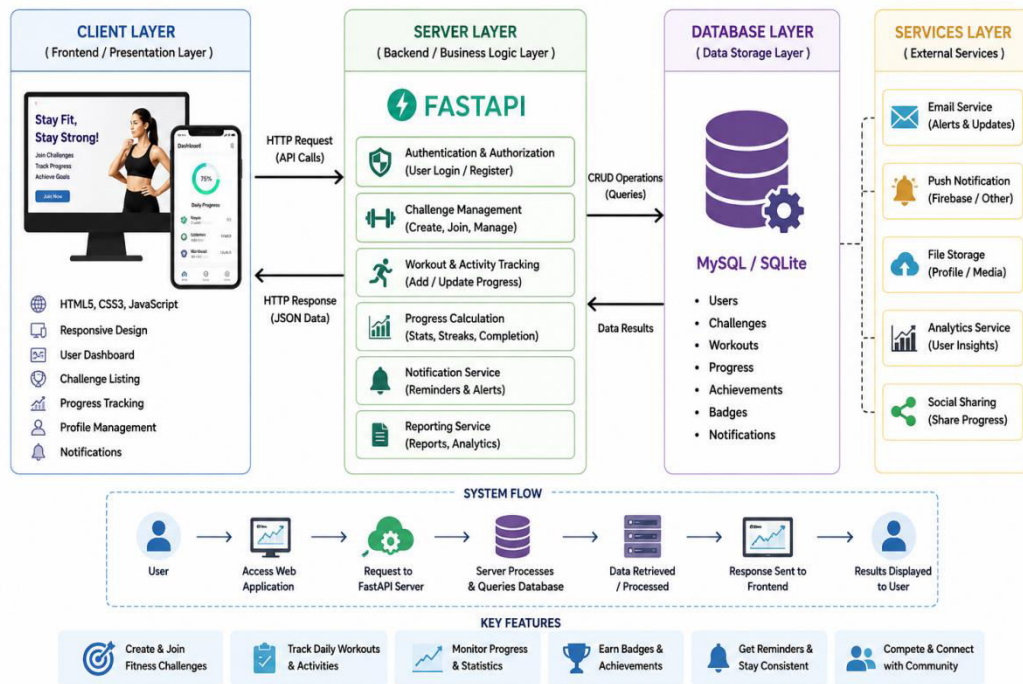 CLIENT LAYER
( Frontend / Presentation Layer )
Stay Fit,
Stay Strong!
Join Challenges
Track Progress
Achieve Goals
Join Now
Dashboard
75%
Daily Progress
HTML5, CSS3, JavaScript
Responsive Design
User Dashboard
Challenge Listing
Progress Tracking
Profile Management
Notifications
HTTP Request
(API Calls)
HTTP Response
(JSON Data)
SERVER LAYER
( Backend / Business Logic Layer )
FASTAPI
Authentication & Authorization
(User Login / Register)
Challenge Management
(Create, Join, Manage)
Workout & Activity Tracking
(Add / Update Progress)
Progress Calculation
(Stats, Streaks, Completion)
Notification Service
(Reminders & Alerts)
Reporting Service
(Reports, Analytics)
CRUD Operations
(Queries)
Data Results
DATABASE LAYER
( Data Storage Layer )
MySQL / SQLite
• Users
• Challenges
• Workouts
• Progress
• Achievements
• Badges
• Notifications
SERVICES LAYER
( External Services )
Email Service
(Alerts & Updates)
Push Notification
(Firebase / Other)
File Storage
(Profile / Media)
Analytics Service
(User Insights)
Social Sharing
(Share Progress)
SYSTEM FLOW
User
Access Web
Application
Request to
FastAPI Server
Server Processes
& Queries Database
Data Retrieved
/ Processed
Response Sent to
Frontend
Results Displayed
to User
KEY FEATURES
Create & Join
Fitness Challenges
Track Daily Workouts
& Activities
Monitor Progress
& Statistics
Earn Badges &
Achievements
Get Reminders &
Stay Consistent
Compete & Connect
with Community